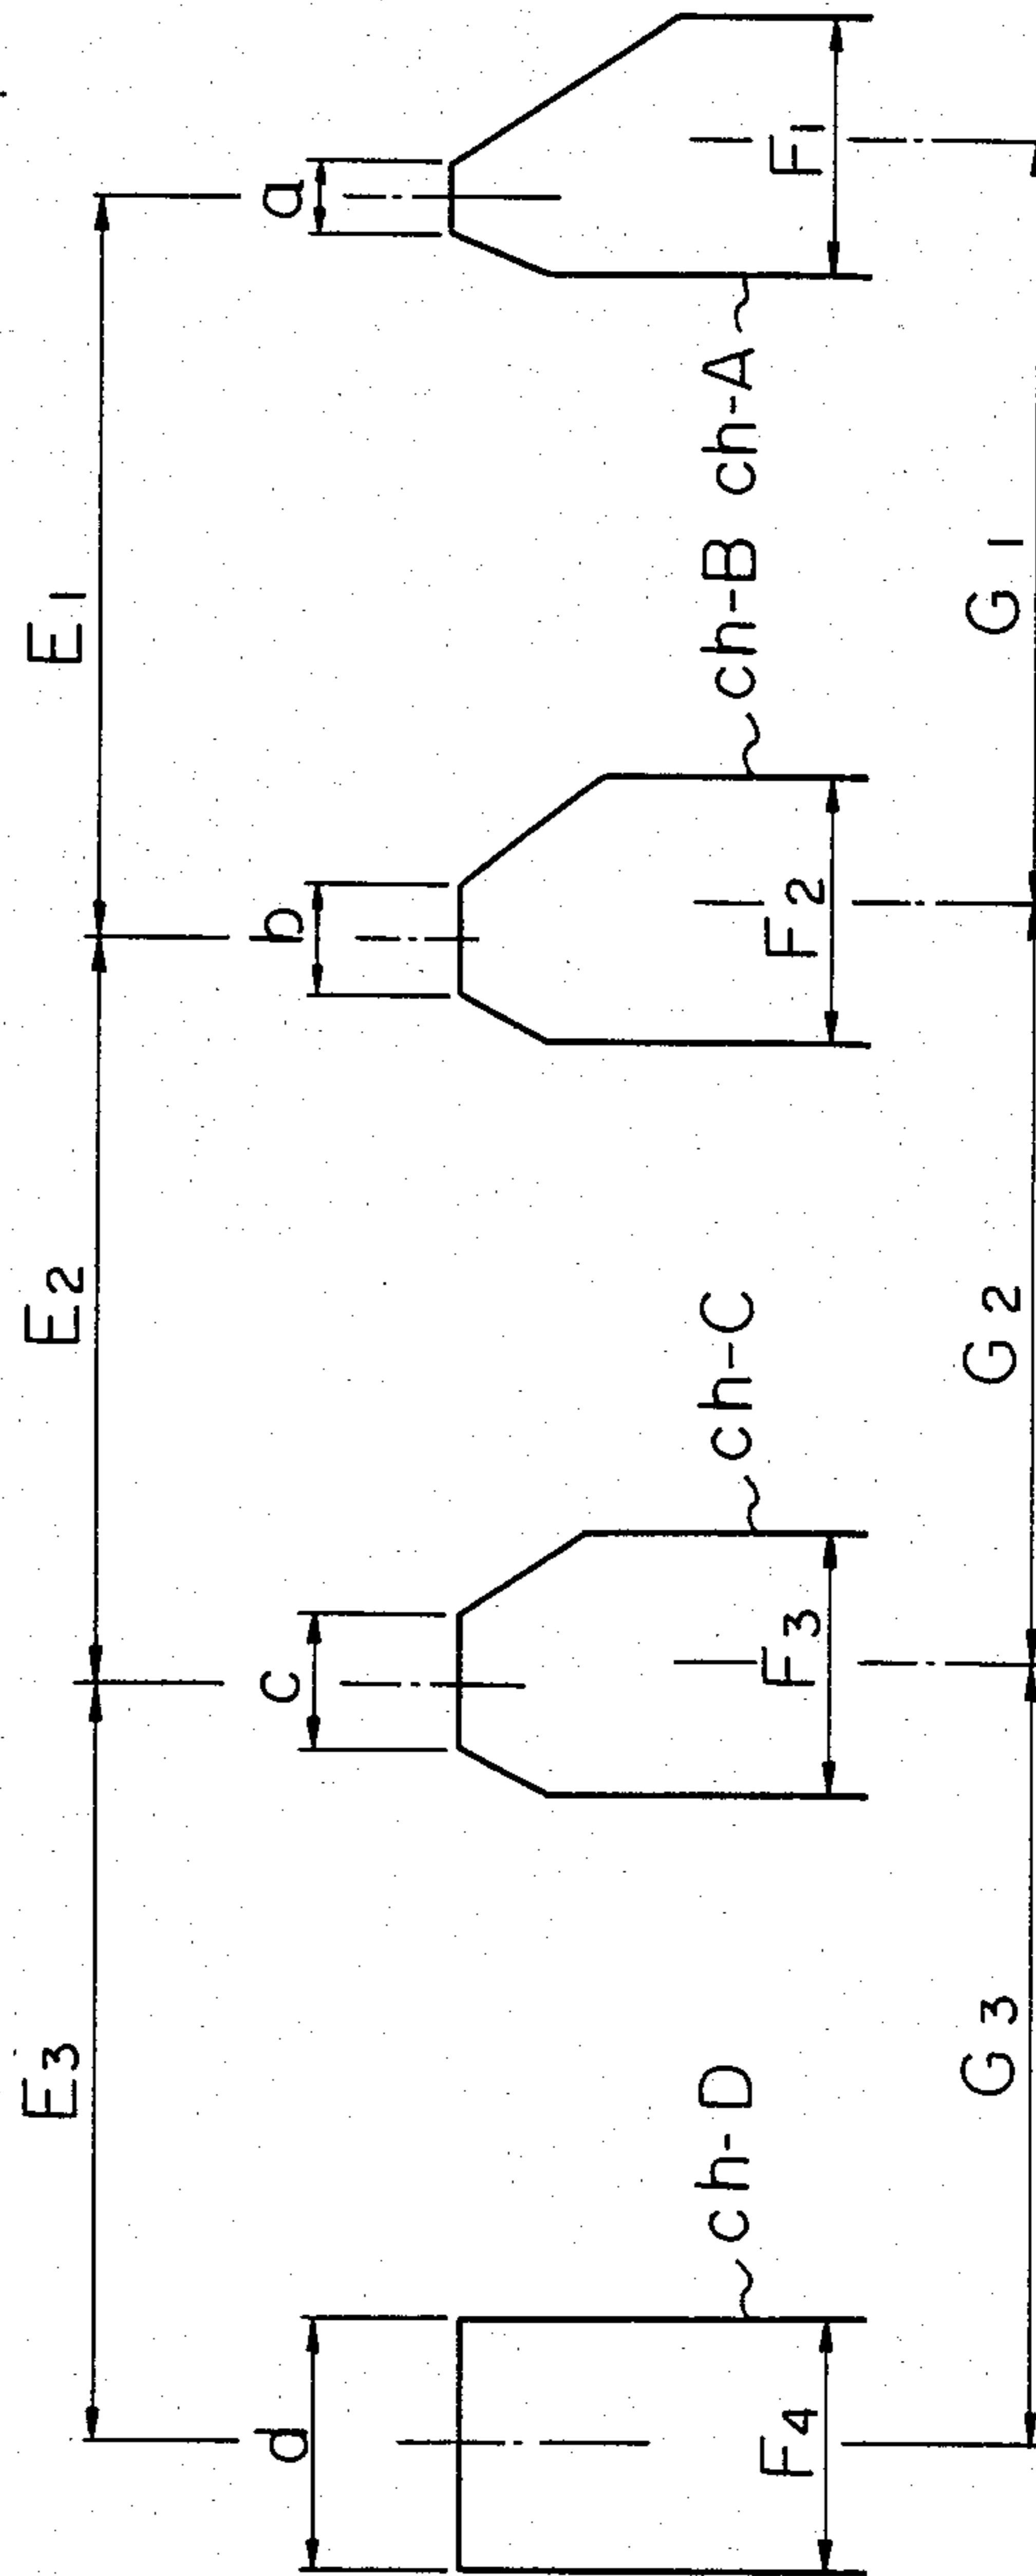 E3 E2 E1
d c b a
F4 F3 F2 F1
ch-D ch-C ch-B ch-A
G3 G2 G1